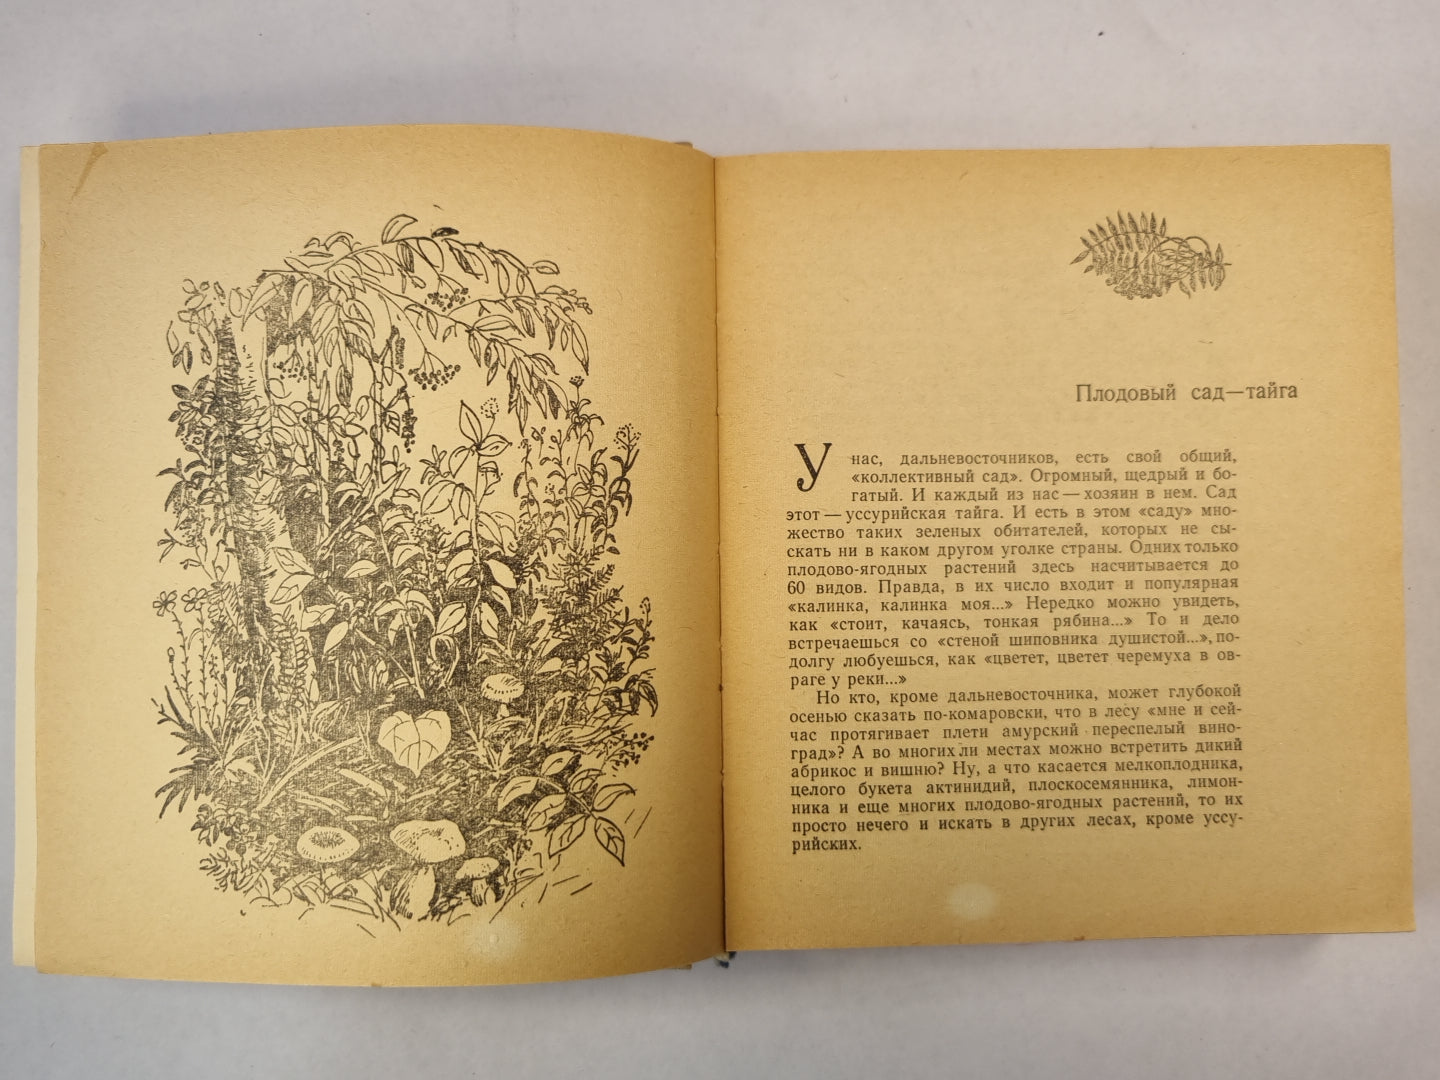 Плодовый сад—тайга
У нас, дальневосточников, есть свой общий,
«коллективный сад». Огромный, щедрый и бо-
гатый. И каждый из нас — хозяин в нем. Сад
этот — уссурийская тайга. И есть в этом «саду» мно-
жество таких зеленых обитателей, которых не сы-
скать ни в каком другом уголке страны. Одних только
плодово-ягодных растений здесь насчитывается до
60 видов. Правда, в их число входит и популярная
«калинка, калинка моя...» Нередко можно увидеть,
как «стоит, качаясь, тонкая рябина...» То и дело
встречаешься со «стеной шиповника душистой...», по-
долгу любуешься, как «цветет, цветет черемуха в ов-
раге у реки...»
Но кто, кроме дальневосточника, может глубокой
осенью сказать по-комаровски, что в лесу «мне и сей-
час протягивает плети амурский переспелый вино-
град»? А во многих ли местах можно встретить дикий
абрикос и вишню? Ну, а что касается мелкоплодника,
целого букета актинидий, плоскосемянника, лимон-
ника и еще многих плодово-ягодных растений, то их
просто нечего и искать в других лесах, кроме уссу-
рийских.